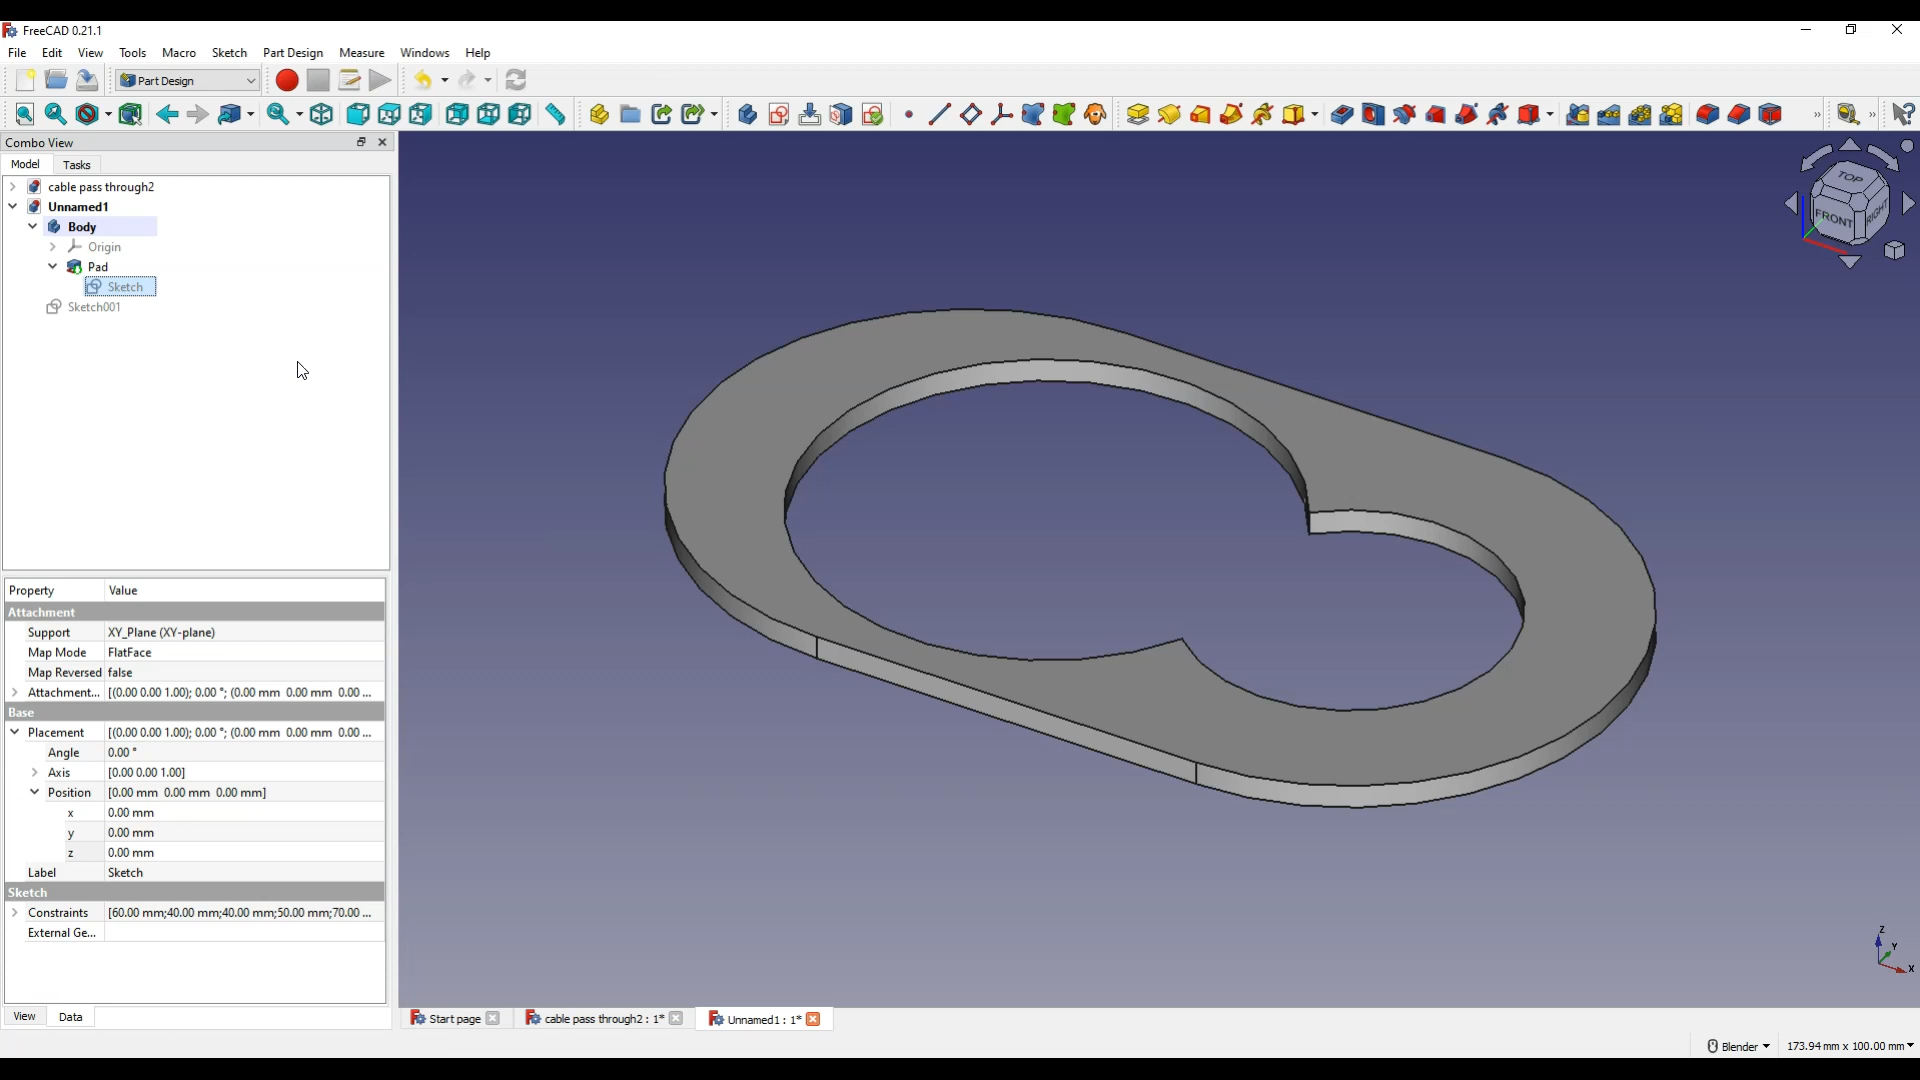 FreeCAD 0.21.1
File Edit View Tools Macro Sketch Part Design Measure Windows Help
Part Design
Combo View
Model Tasks
cable pass through2
Unnamed1
Body
Origin
Pad
Sketch
Sketch001
TOP
FRONT
RIGHT
Property Value
Attachment
Support XY_Plane (XY-plane)
Map Mode FlatFace
Map Reversed false
Attachment... [(0.00 0.00 1.00); 0.00 °; (0.00 mm 0.00 mm 0.00 ...
Base
Placement [(0.00 0.00 1.00); 0.00 °; (0.00 mm 0.00 mm 0.00 ...
Angle 0.00 °
Axis [0.00 0.00 1.00]
Position [0.00 mm 0.00 mm 0.00 mm]
x 0.00 mm
y 0.00 mm
z 0.00 mm
Label Sketch
Sketch
Constraints [60.00 mm;40.00 mm;40.00 mm;50.00 mm;70.00 ...
External Ge...
Z
Y
X
View Data
Start page cable pass through2 : 1* Unnamed1 : 1*
Blender 173.94 mm x 100.00 mm